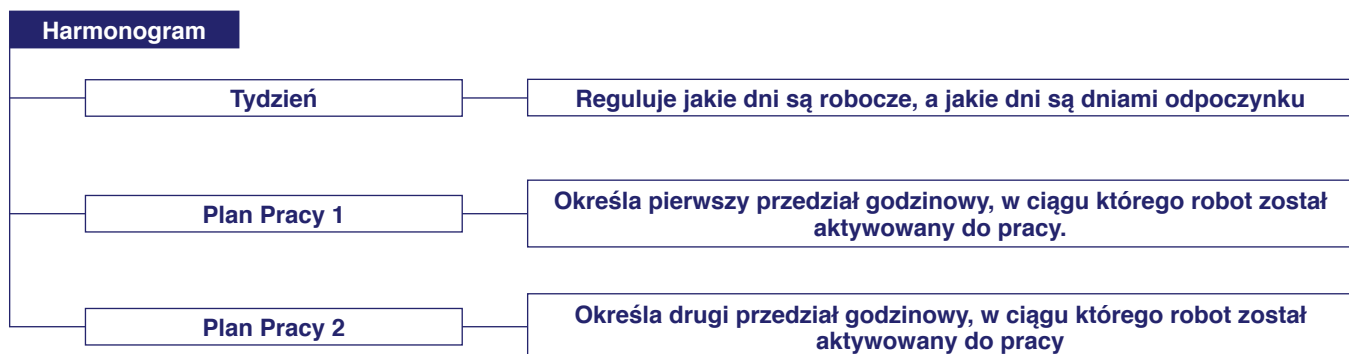 Harmonogram
Tydzień
Reguluje jakie dni są robocze, a jakie dni są dniami odpoczynku
Plan Pracy 1
Określa pierwszy przedział godzinowy, w ciągu którego robot został
aktywowany do pracy.
Plan Pracy 2
Określa drugi przedział godzinowy, w ciągu którego robot został
aktywowany do pracy